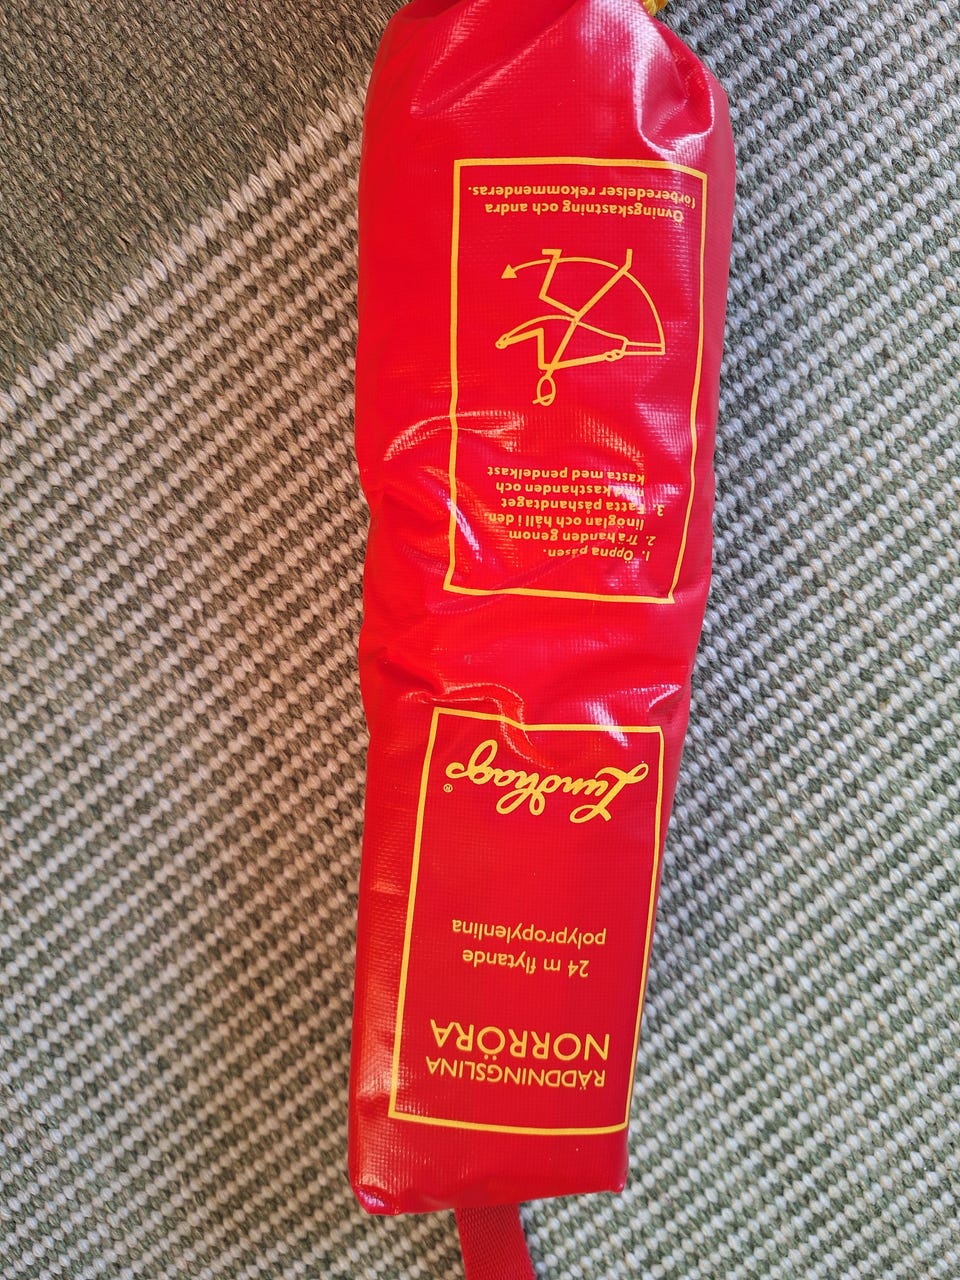 RÄDDNINGSLINA
NORRÖRA
24 m flytande
polypropylenlina
Lundhags®
1. Öppna påsen.
2. Trä handen genom
linöglan och håll i den.
3. Fatta påshandtaget
med kasthanden och
kasta med pendelkast
Övningskastning och andra
förberedelser rekommenderas.